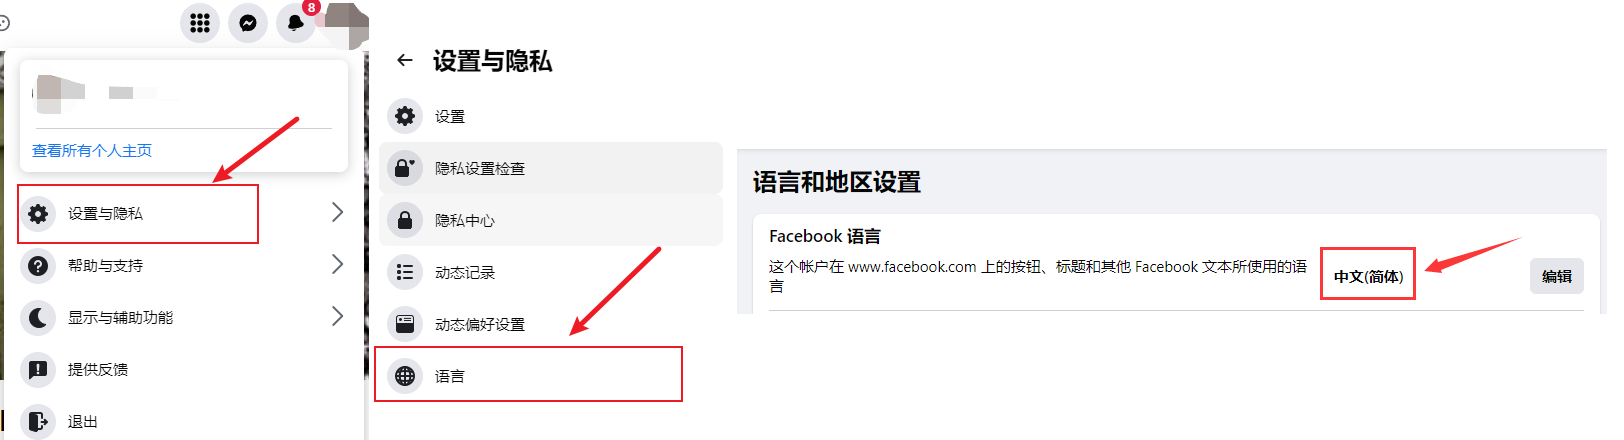 8
查看所有个人主页
设置与隐私
帮助与支持
显示与辅助功能
提供反馈
退出
设置与隐私
设置
隐私设置检查
隐私中心
动态记录
动态偏好设置
语言
语言和地区设置
Facebook 语言
这个帐户在 www.facebook.com 上的按钮、标题和其他 Facebook 文本所使用的语
言
中文(简体)
编辑